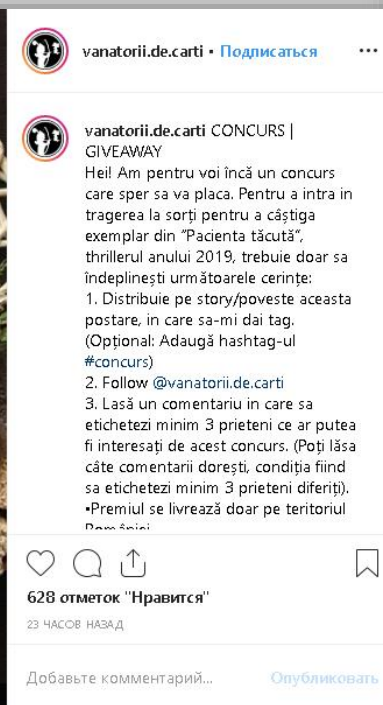 vanatorii.de.carti • Подписаться
vanatorii.de.carti CONCURS |
GIVEAWAY
Hei! Am pentru voi încă un concurs
care sper sa va placa. Pentru a intra in
tragerea la sorți pentru a câștiga
exemplar din “Pacienta tăcută“,
thrillerul anului 2019, trebuie doar sa
îndeplinești următoarele cerințe:
1. Distribuie pe story/poveste aceasta
postare, in care sa-mi dai tag.
(Opțional: Adaugă hashtag-ul
#concurs)
2. Follow @vanatorii.de.carti
3. Lasă un comentariu in care sa
etichetezi minim 3 prieteni ce ar putea
fi interesați de acest concurs. (Poți lăsa
câte comentarii dorești, condiția fiind
sa etichetezi minim 3 prieteni diferiți).
•Premiul se livrează doar pe teritoriul
României
628 отметок "Нравится"
23 ЧАСОВ НАЗАД
Добавьте комментарий...
Опубликовать